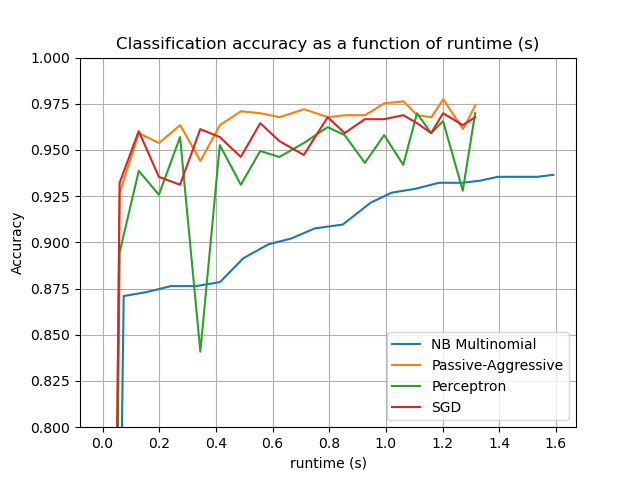 Classification accuracy as a function of runtime (s)
1.000
0.975
0.950
0.925
0.900
0.875
0.850
0.825
0.800
Accuracy
NB Multinomial
Passive-Aggressive
Perceptron
SGD
0.0 0.2 0.4 0.6 0.8 1.0 1.2 1.4 1.6
runtime (s)